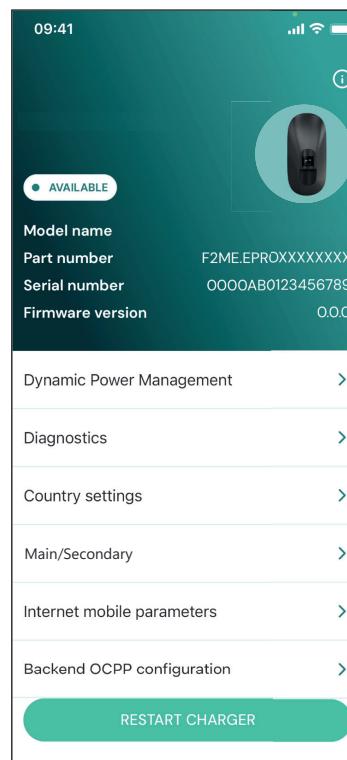 09:41
AVAILABLE
Model name
Part number F2ME.EPROXXXXXXXX
Serial number 0000AB0123456789
Firmware version 0.0.0
Dynamic Power Management
Diagnostics
Country settings
Main/Secondary
Internet mobile parameters
Backend OCPP configuration
RESTART CHARGER